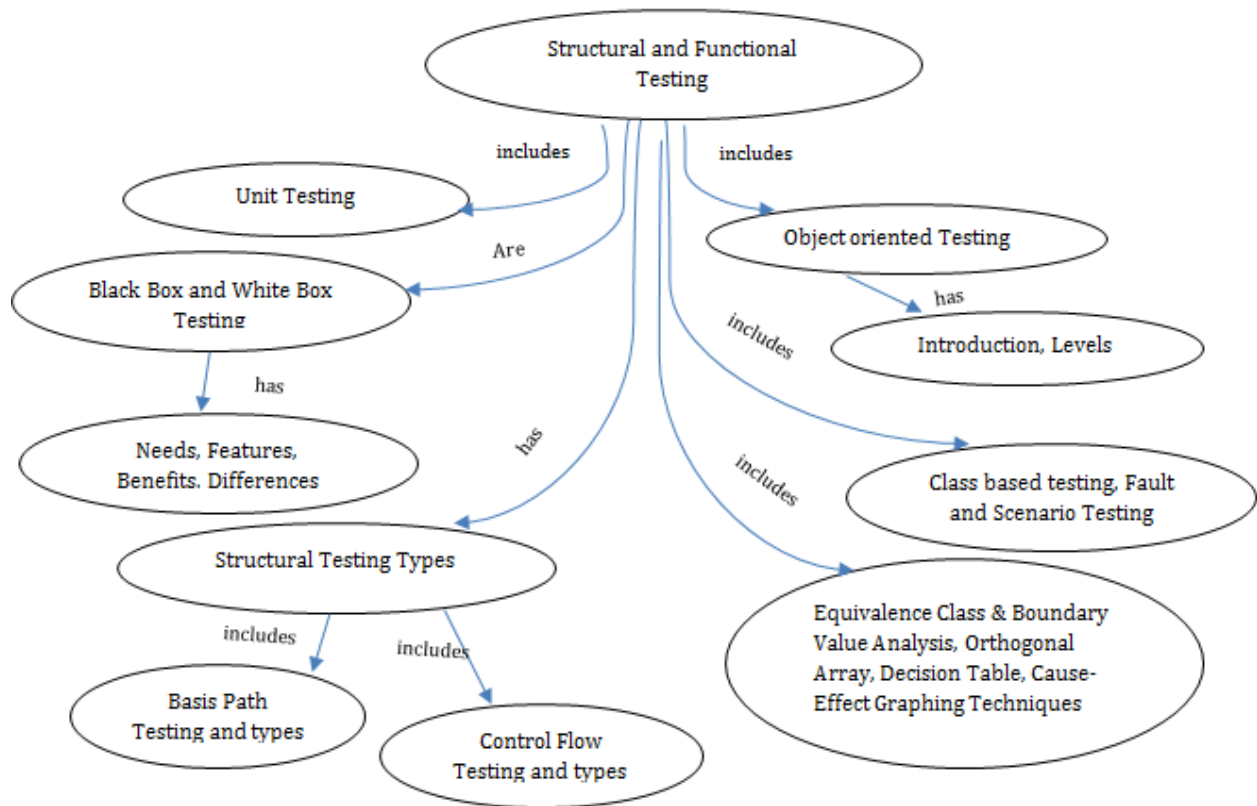 Structural and Functional
Testing
includes
includes
Unit Testing
Object oriented Testing
Are
Black Box and White Box
Testing
has
Introduction, Levels
includes
has
Needs, Features,
Benefits. Differences
has
includes
Class based testing, Fault
and Scenario Testing
Structural Testing Types
includes
includes
Equivalence Class & Boundary
Value Analysis, Orthogonal
Array, Decision Table, Cause-
Effect Graphing Techniques
Basis Path
Testing and types
Control Flow
Testing and types